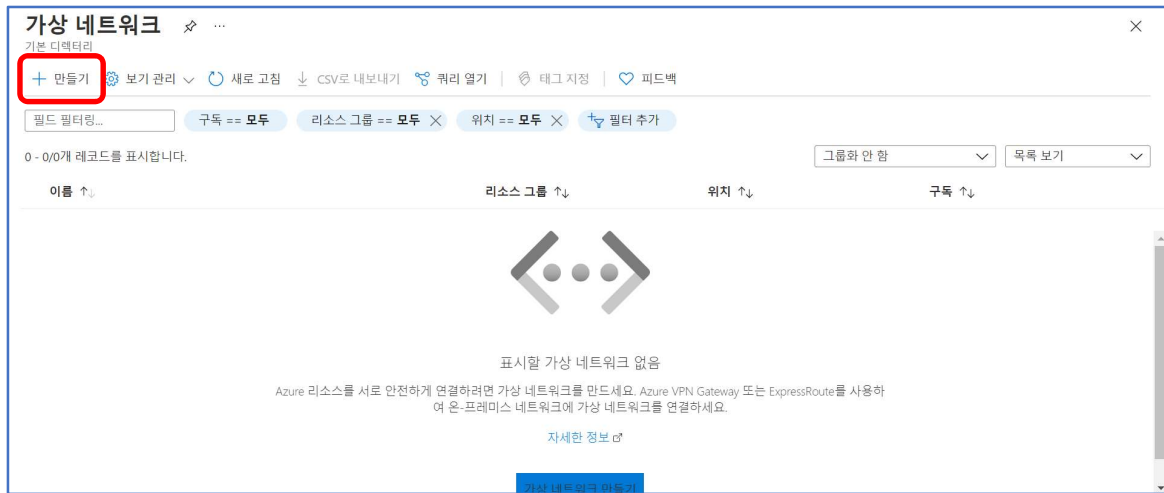 가상 네트워크
기본 디렉터리
만들기 보기 관리 새로 고침 CSV로 내보내기 쿼리 열기 태그 지정 피드백
필드 필터링... 구독 == 모두 리소스 그룹 == 모두 위치 == 모두 필터 추가
0 - 0/0개 레코드를 표시합니다. 그룹화 안 함 목록 보기
이름 ↑↓ 리소스 그룹 ↑↓ 위치 ↑↓ 구독 ↑↓
표시할 가상 네트워크 없음
Azure 리소스를 서로 안전하게 연결하려면 가상 네트워크를 만드세요. Azure VPN Gateway 또는 ExpressRoute를 사용하
여 온-프레미스 네트워크에 가상 네트워크를 연결하세요.
자세한 정보
가상 네트워크 만들기